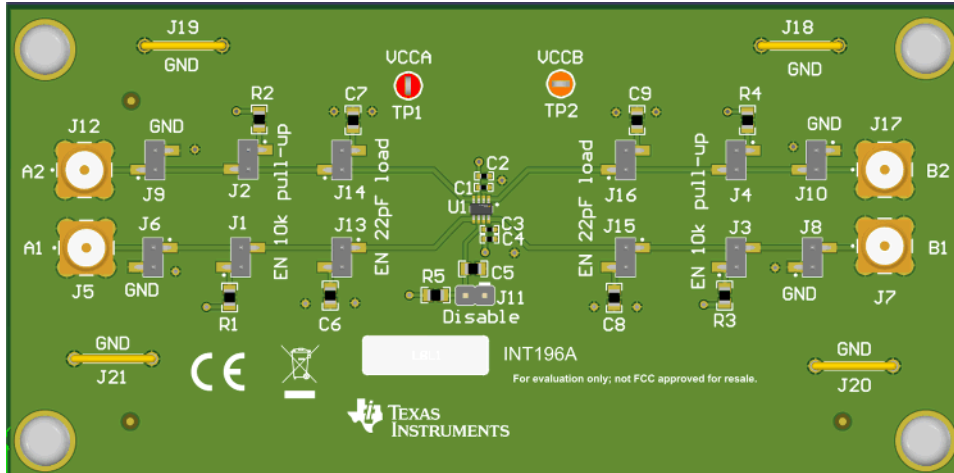 J19
GND
J18
GND
VCCA
TP1
VCCB
TP2
R2
C7
C9
R4
J12
GND
A2
J9
J2
EN 10k pull-up
J14
EN 22pF load
C2
C1
U1
C3
C4
J16
J4
GND
J10
J17
B2
J6
J1
J13
A1
J5
GND
R1
C6
R5
C5
J11
Disable
J15
J3
J8
B1
J7
GND
C8
R3
GND
J21
CE
INT196A
For evaluation only; not FCC approved for resale.
GND
J20
TEXAS
INSTRUMENTS
EN 22pF load
EN 10k pull-up